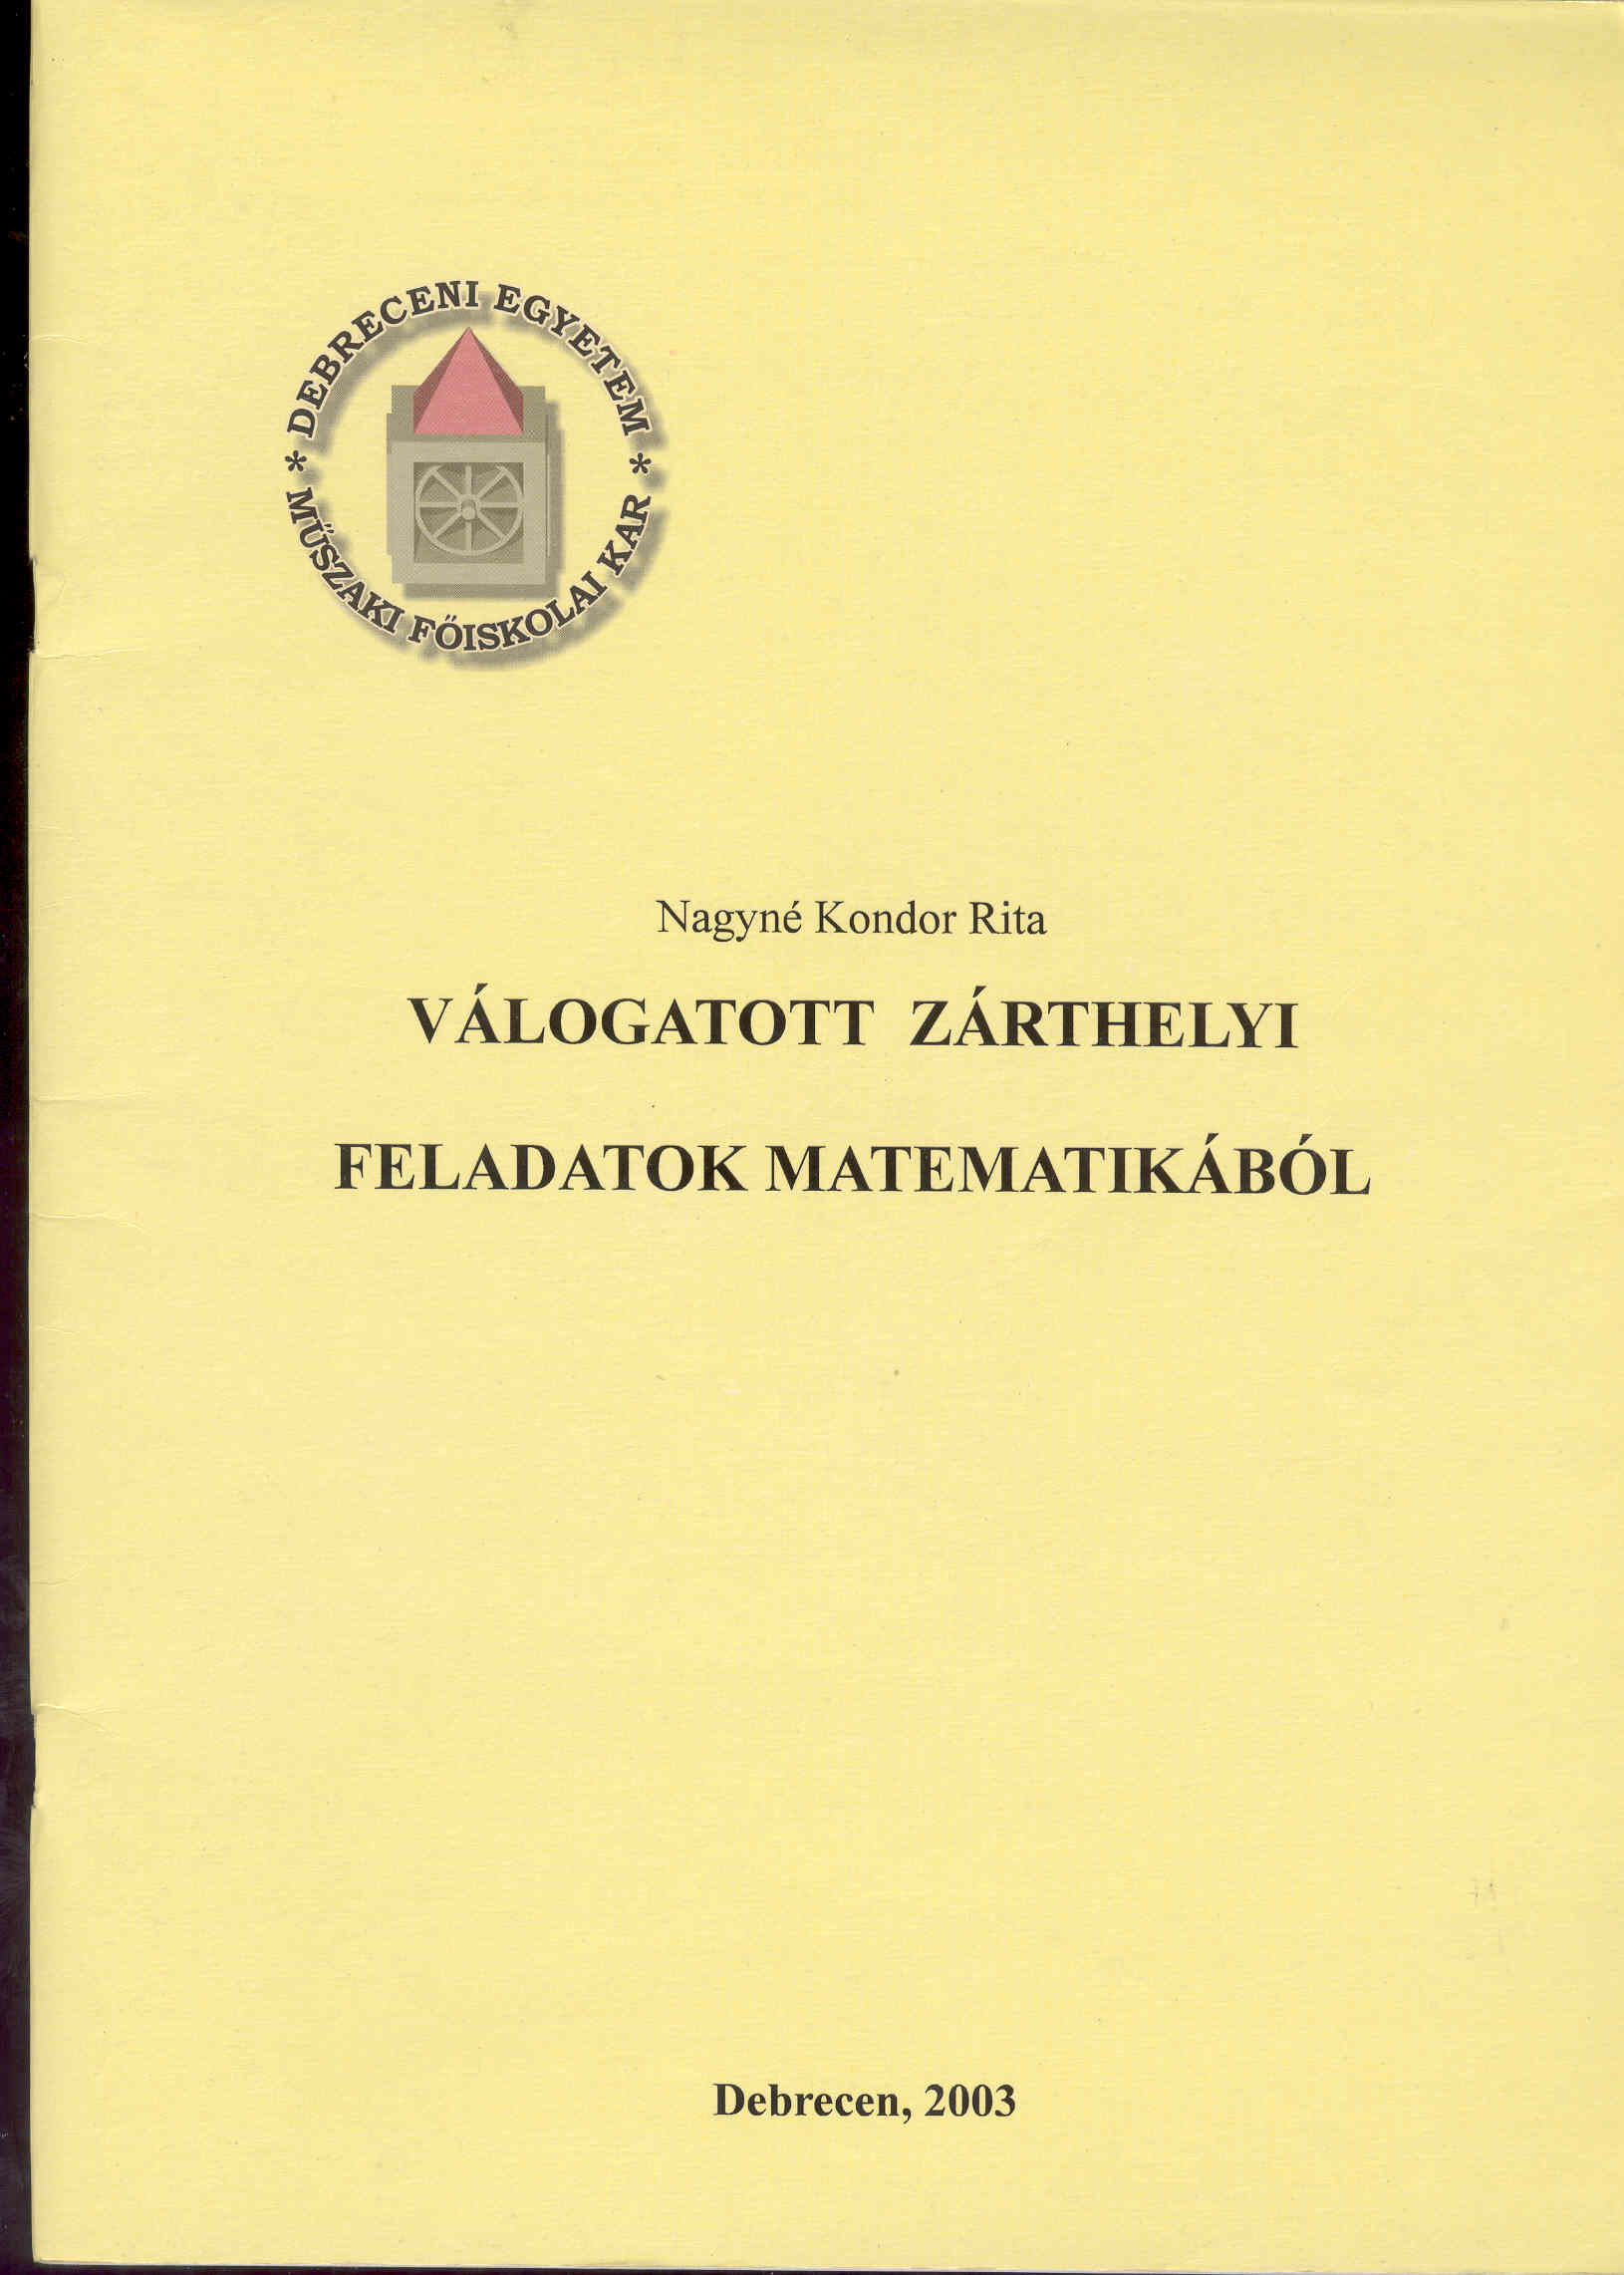 * DEBRECENI EGYETEM *
MŰSZAKI FŐISKOLAI KAR
Nagyné Kondor Rita
VÁLOGATOTT ZÁRTHELYI
FELADATOK MATEMATIKÁBÓL
Debrecen, 2003